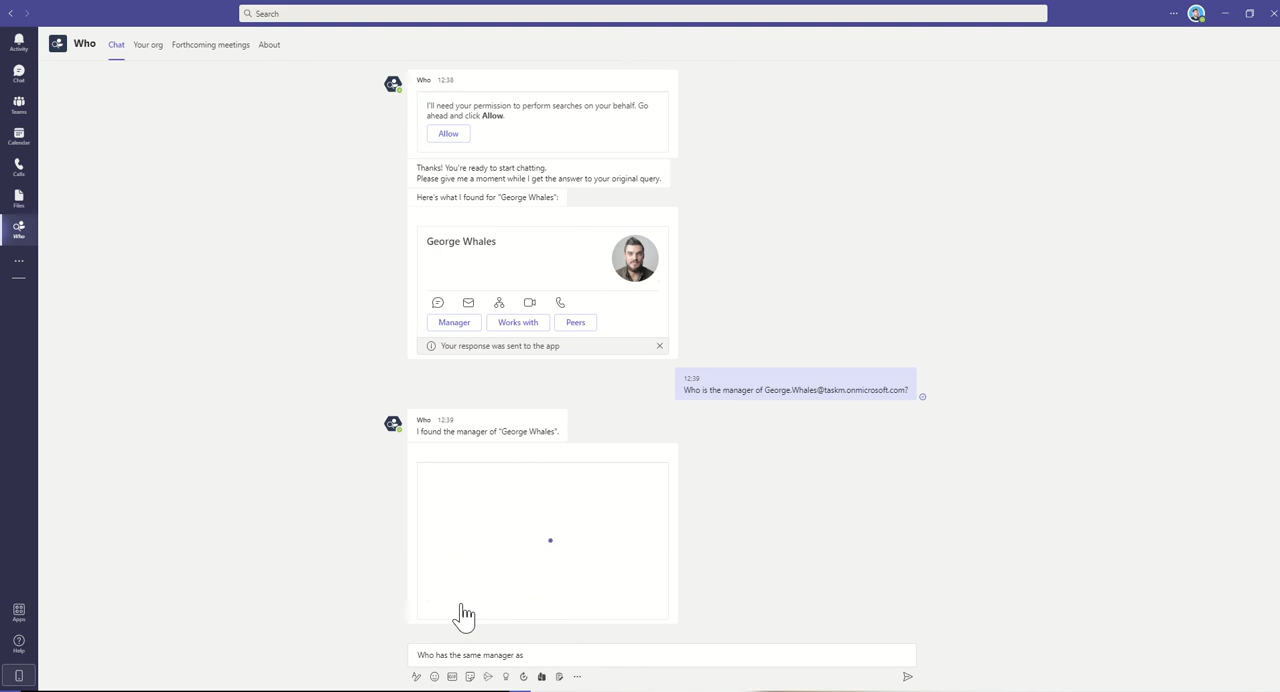 Search
Who
Chat
Your org
Forthcoming meetings
About
Activity
Chat
Teams
Calendar
Calls
Files
Who
Apps
Help
Who 12:38
I'll need your permission to perform searches on your behalf. Go
ahead and click Allow.
Allow
Thanks! You're ready to start chatting.
Please give me a moment while I get the answer to your original query.
Here's what I found for "George Whales":
George Whales
Manager
Works with
Peers
Your response was sent to the app
12:39
Who is the manager of George.Whales@taskm.onmicrosoft.com?
Who 12:39
I found the manager of "George Whales".
Who has the same manager as